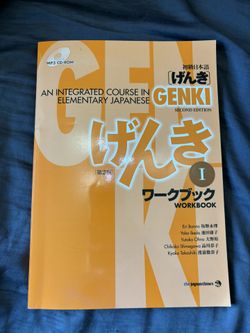 MP3 CD-ROM
初級日本語
[げんき]
AN INTEGRATED COURSE IN
ELEMENTARY JAPANESE
GENKI
SECOND EDITION
GEN
げんき
[第2版]
I
ワークブック
WORKBOOK
K
Eri Banno 坂野永理
Yoko Ikeda 池田庸子
Yutaka Ohno 大野裕
Chikako Shinagawa 品川恭子
Kyoko Tokashiki 渡嘉敷恭子
the japan times